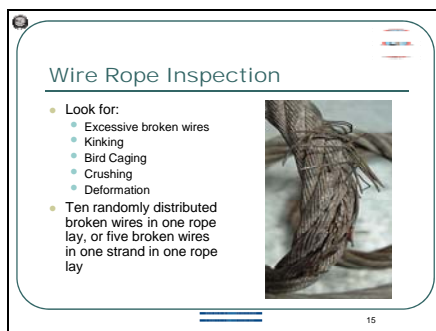 Wire Rope Inspection
Look for:
Excessive broken wires
Kinking
Bird Caging
Crushing
Deformation
Ten randomly distributed
broken wires in one rope
lay, or five broken wires
in one strand in one rope
lay
15